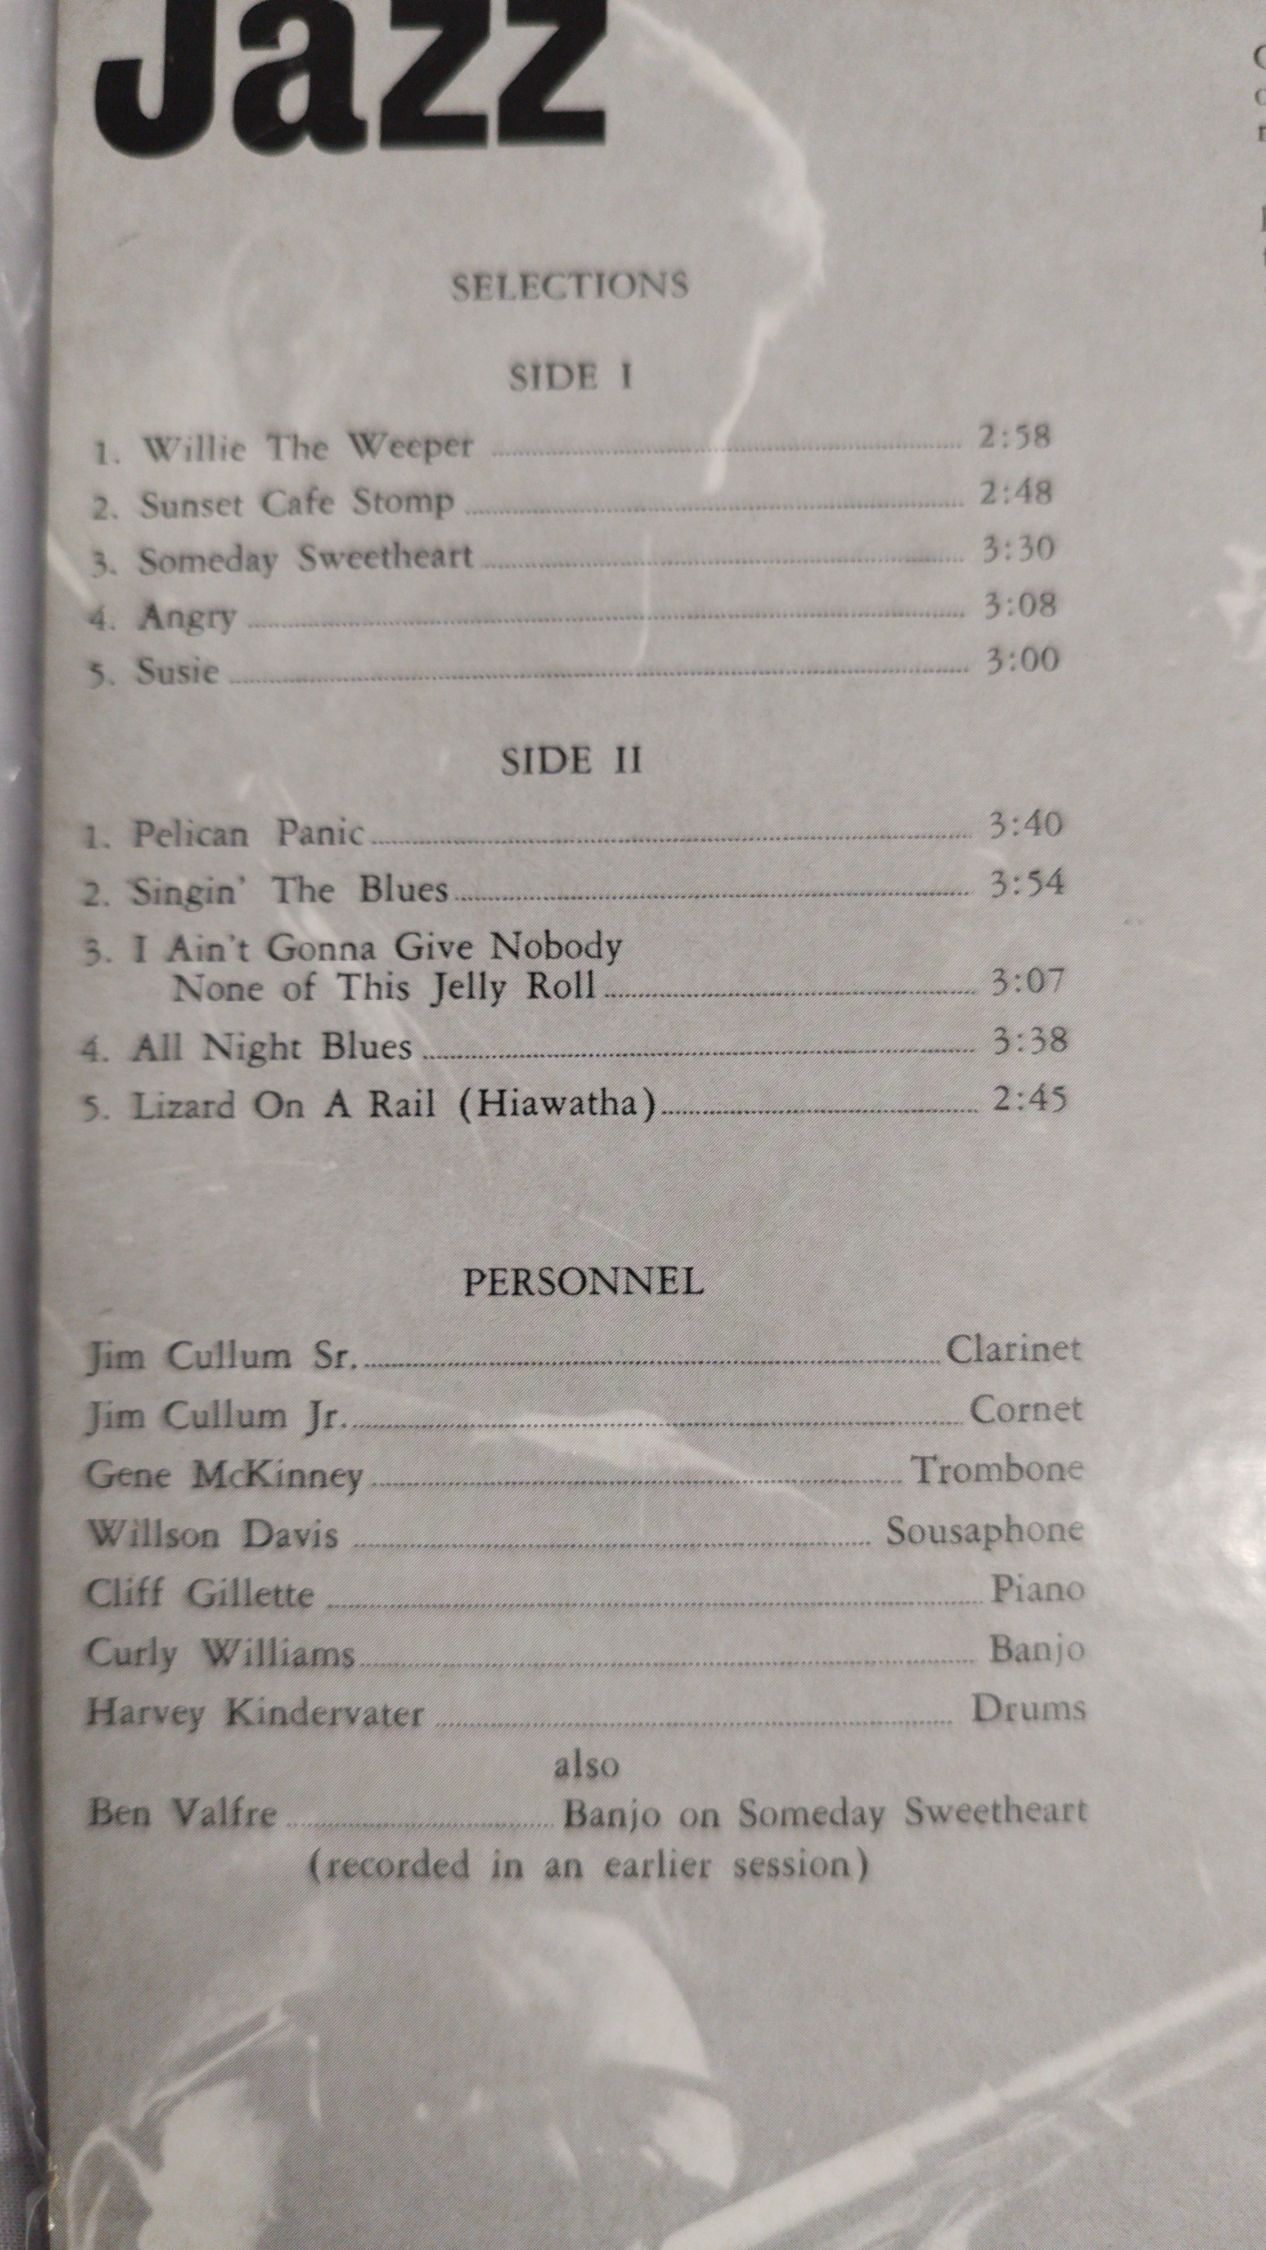 Jazz
SELECTIONS
SIDE I
1. Willie The Weeper 2:58
2. Sunset Cafe Stomp 2:48
3. Someday Sweetheart 3:30
4. Angry 3:08
5. Susie 3:00
SIDE II
1. Pelican Panic 3:40
2. Singin' The Blues 3:54
3. I Ain't Gonna Give Nobody
None of This Jelly Roll 3:07
4. All Night Blues 3:38
5. Lizard On A Rail (Hiawatha) 2:45
PERSONNEL
Jim Cullum Sr. Clarinet
Jim Cullum Jr. Cornet
Gene McKinney Trombone
Willson Davis Sousaphone
Cliff Gillette Piano
Curly Williams Banjo
Harvey Kindervater Drums
also
Ben Valfre Banjo on Someday Sweetheart
(recorded in an earlier session)